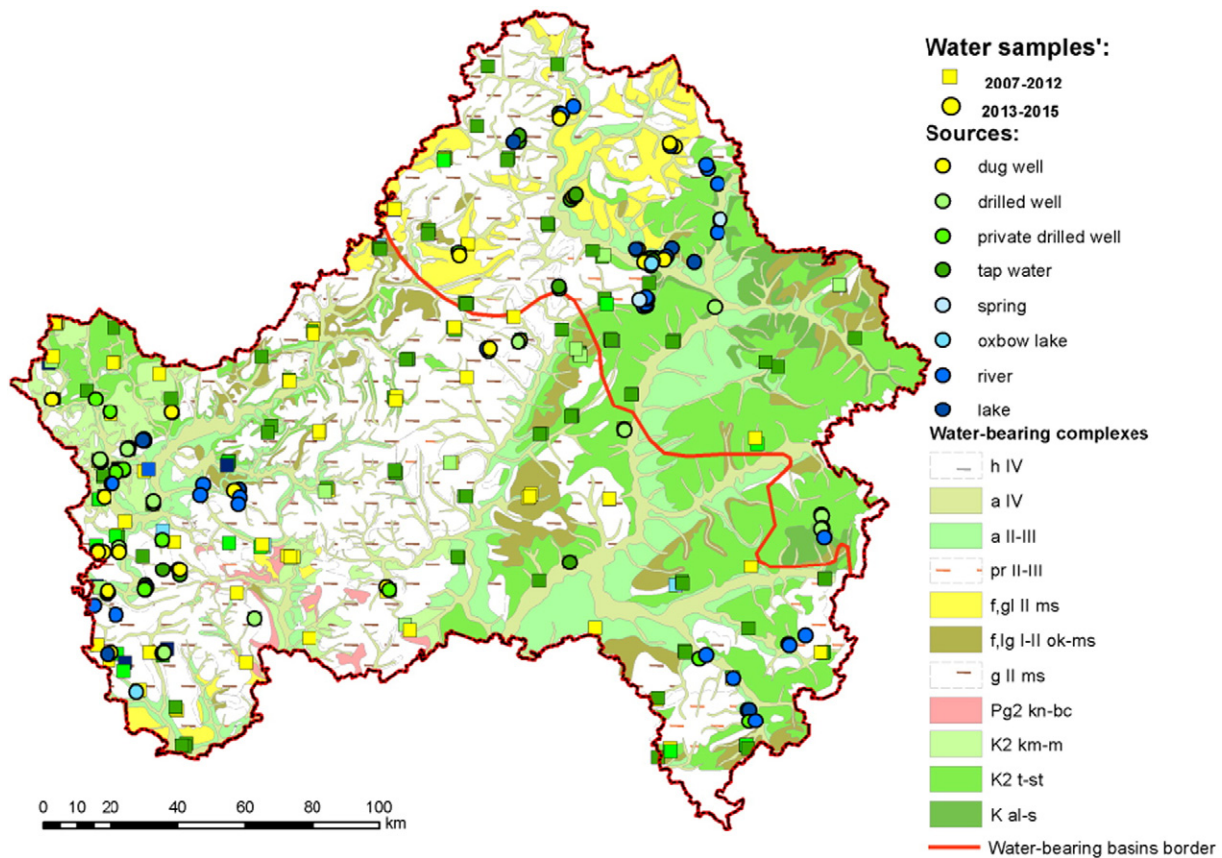 Water samples':
2007-2012
2013-2015
Sources:
dug well
drilled well
private drilled well
tap water
spring
oxbow lake
river
lake
Water-bearing complexes
h IV
a IV
a II-III
pr II-III
f,gl II ms
f,lg I-II ok-ms
g II ms
Pg2 kn-bc
K2 km-m
K2 t-st
K al-s
Water-bearing basins border
0 10 20 40 60 80 100
km